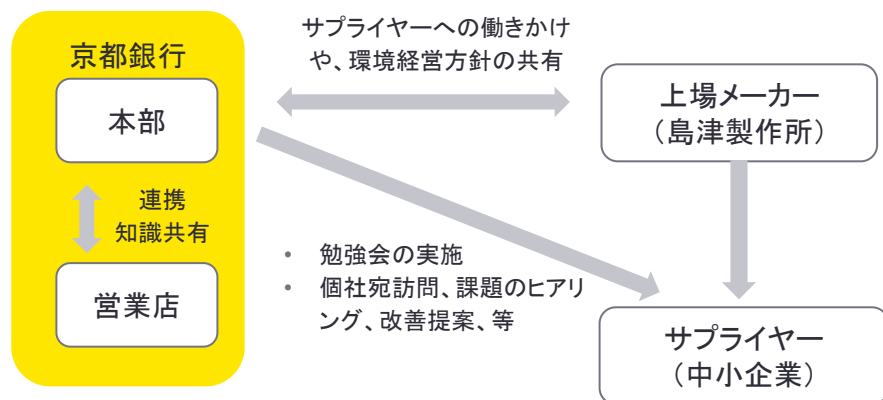 サプライヤーへの働きかけ
や、環境経営方針の共有
京都銀行
本部
上場メーカー
（島津製作所）
連携
知識共有
• 勉強会の実施
• 個社宛訪問、課題のヒアリ
ング、改善提案、等
営業店
サプライヤー
（中小企業）